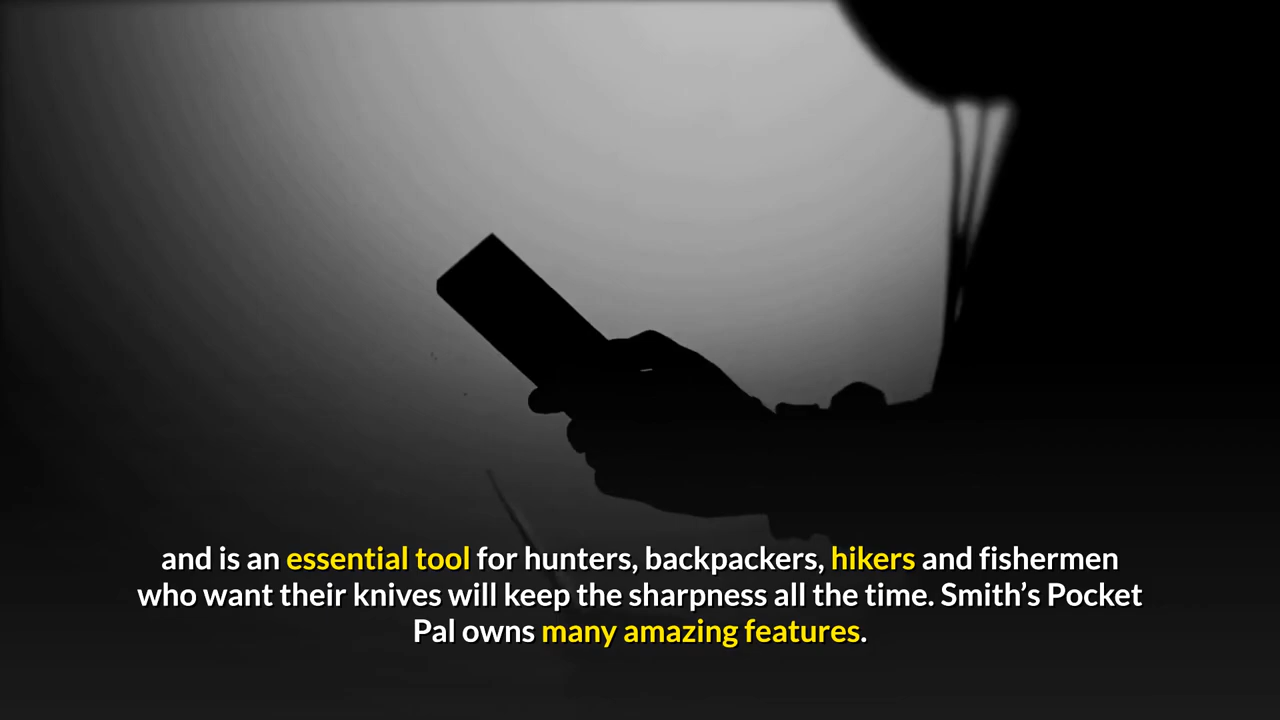 and is an essential tool for hunters, backpackers, hikers and fishermen
who want their knives will keep the sharpness all the time. Smith’s Pocket
Pal owns many amazing features.